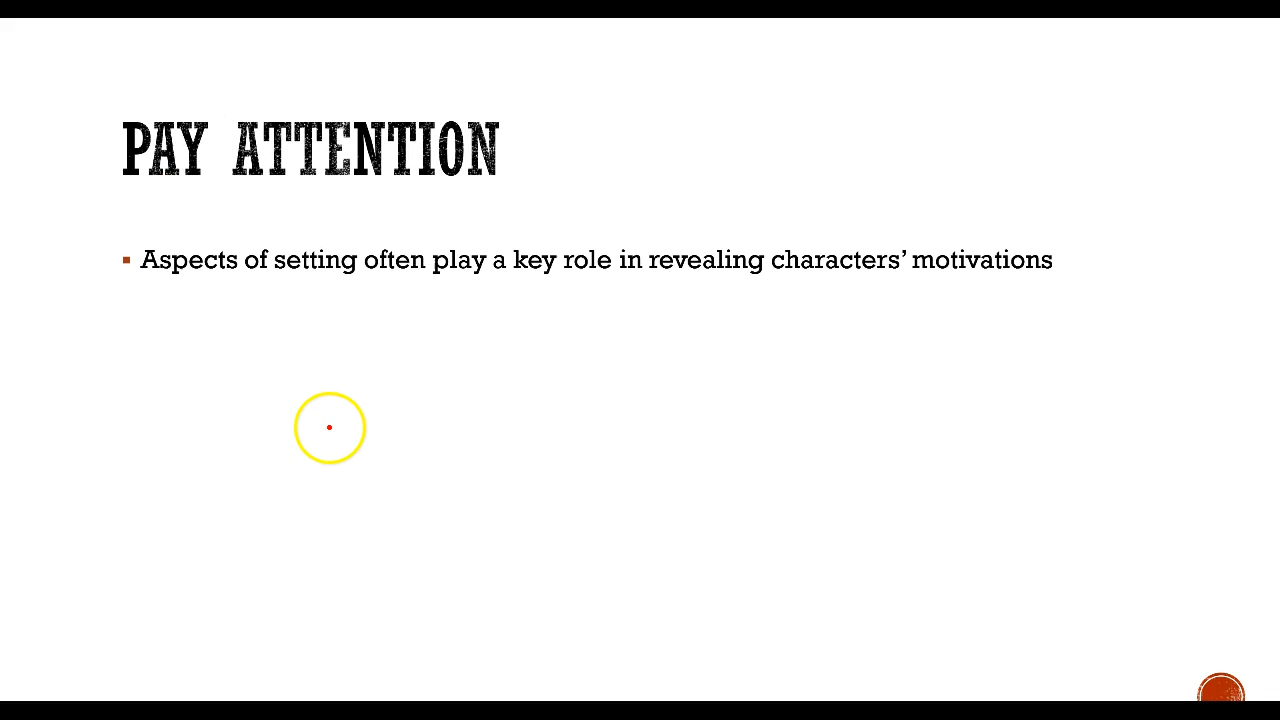 PAY ATTENTION
▪ Aspects of setting often play a key role in revealing characters’ motivations